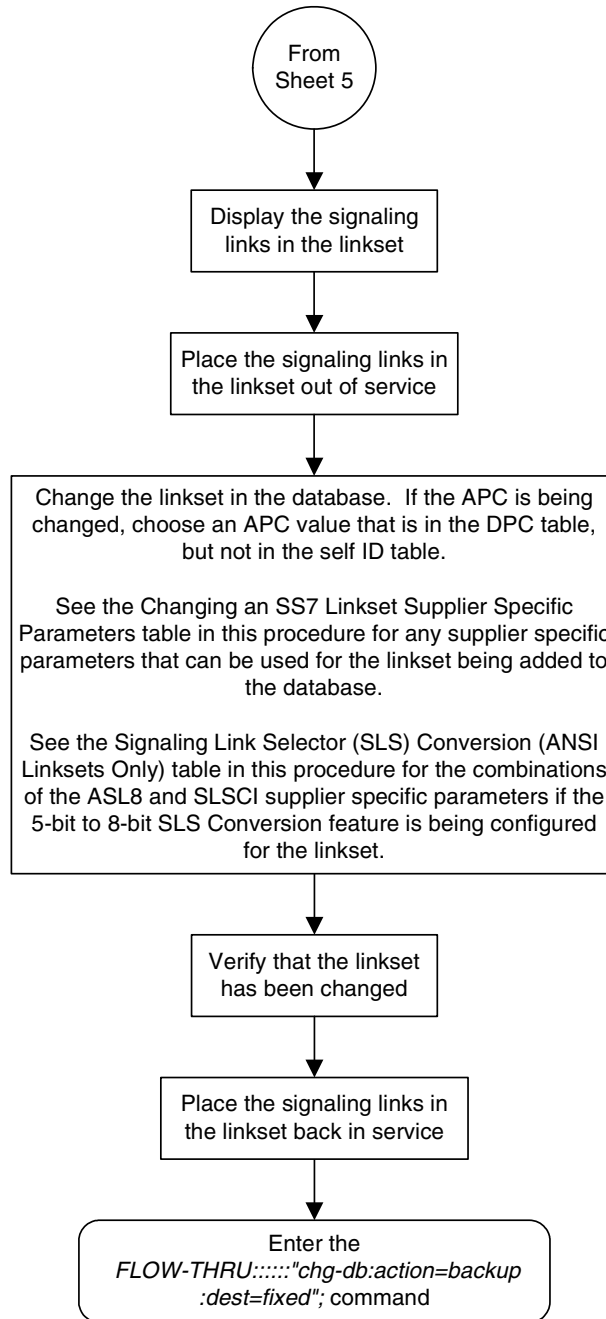 From
Sheet 5
Display the signaling
links in the linkset
Place the signaling links in
the linkset out of service
Change the linkset in the database. If the APC is being
changed, choose an APC value that is in the DPC table,
but not in the self ID table.
See the Changing an SS7 Linkset Supplier Specific
Parameters table in this procedure for any supplier specific
parameters that can be used for the linkset being added to
the database.
See the Signaling Link Selector (SLS) Conversion (ANSI
Linksets Only) table in this procedure for the combinations
of the ASL8 and SLSCI supplier specific parameters if the
5-bit to 8-bit SLS Conversion feature is being configured
for the linkset.
Verify that the linkset
has been changed
Place the signaling links in
the linkset back in service
Enter the
FLOW-THRU::::::"chg-db:action=backup
:dest=fixed"; command